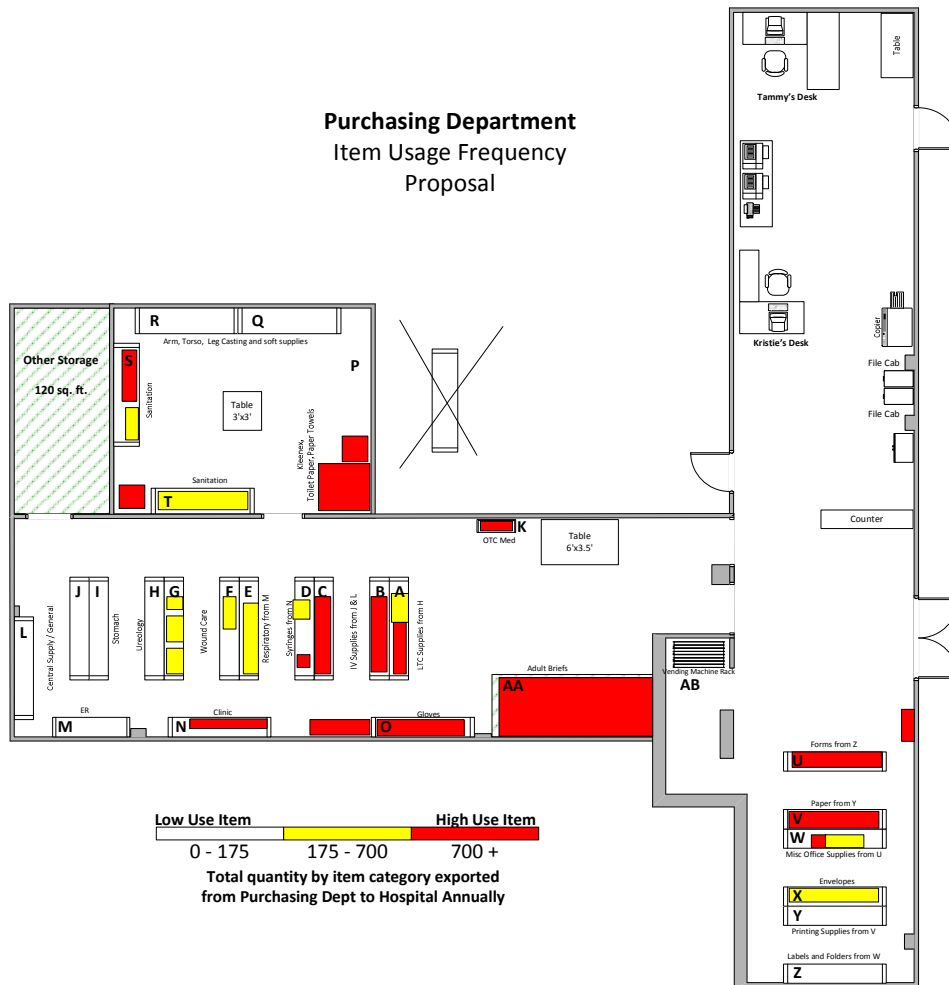 Purchasing Department
Item Usage Frequency
Proposal
Table
Tammy's Desk
Kristie's Desk
Copier
File Cab
File Cab
Counter
Other Storage
120 sq. ft.
R
Q
Arm, Torso, Leg Casting and soft supplies
P
S
Sanitation
Table
3'x3'
Kleenex,
Toilet Paper, Paper Towels
Sanitation
T
K
OTC Med
Table
6'x3.5'
L
Central Supply / General
J
I
Stomach
Ureology
H
G
Wound Care
F
E
Respiratory from M
Syringes from N
D
C
IV Supplies from J & L
B
A
LTC Supplies from H
ER
M
Clinic
N
Gloves
O
Adult Briefs
AA
Vending Machine Rack
AB
Forms from Z
U
Paper from Y
V
W
Misc Office Supplies from U
Envelopes
X
Y
Printing Supplies from V
Labels and Folders from W
Z
Low Use Item
High Use Item
0 - 175
175 - 700
700 +
Total quantity by item category exported
from Purchasing Dept to Hospital Annually